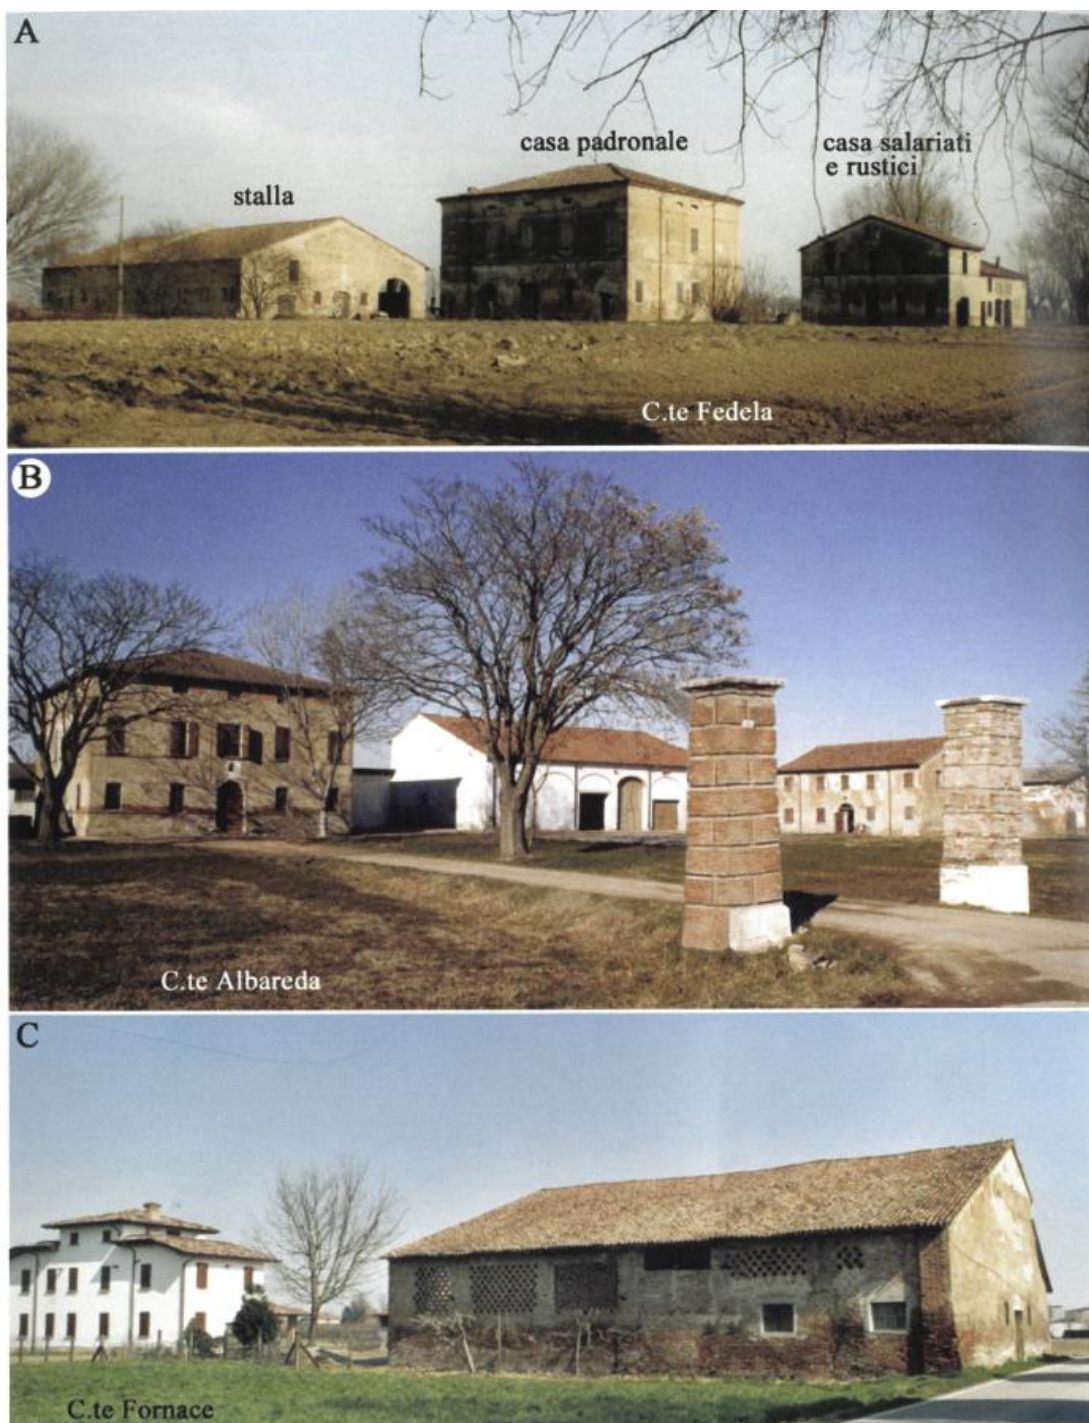 A
casa padronale
casa salariati
e rustici
stalla
C.te Fedela
B
C.te Albareda
C
C.te Fornace